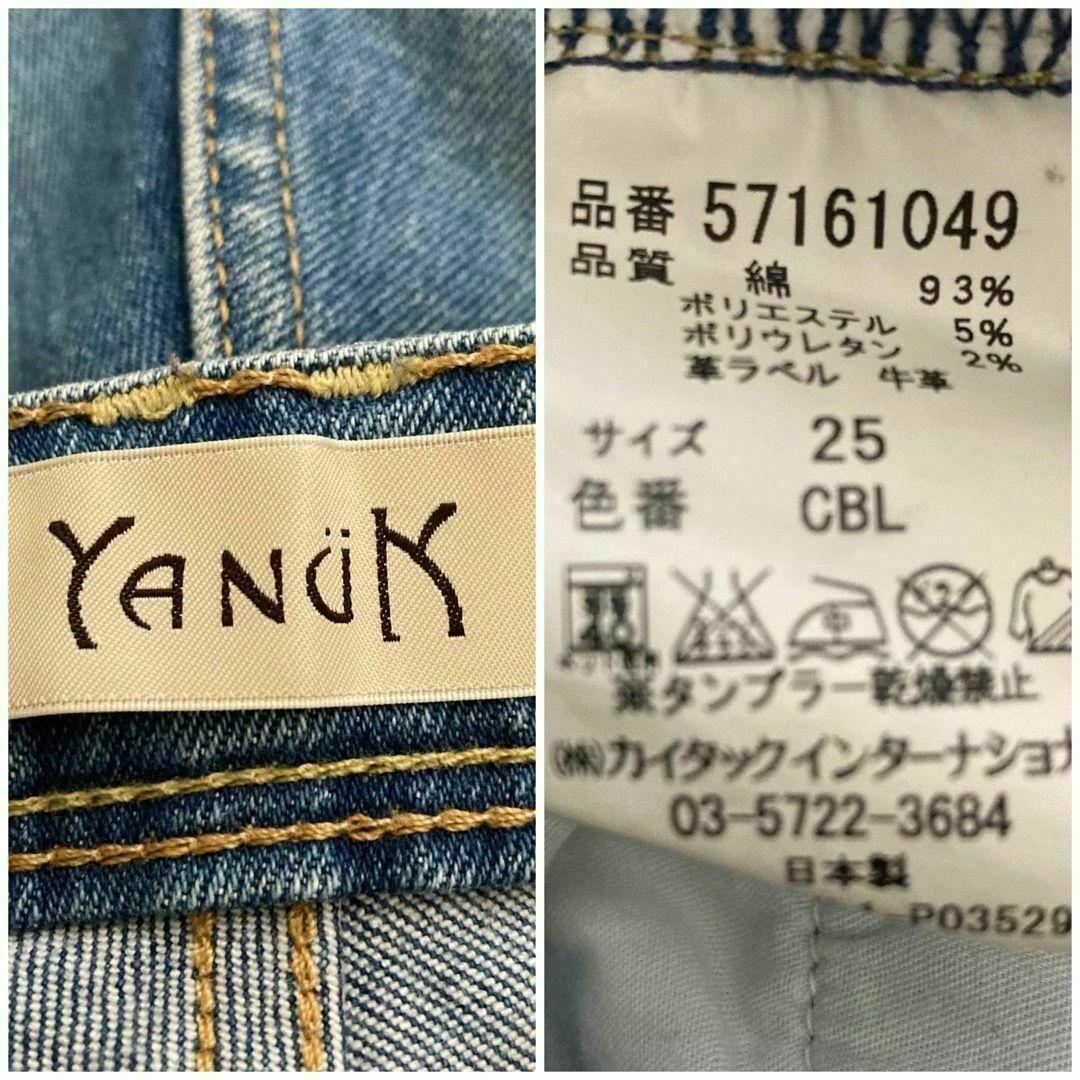 YANÜK
品番 57161049
品質 綿 93%
ポリエステル 5%
ポリウレタン 2%
革ラベル 牛革
サイズ 25
色番 CBL
中
※タンブラー乾燥禁止
(株)カイタックインターナショナ
03-5722-3684
日本製
P03529